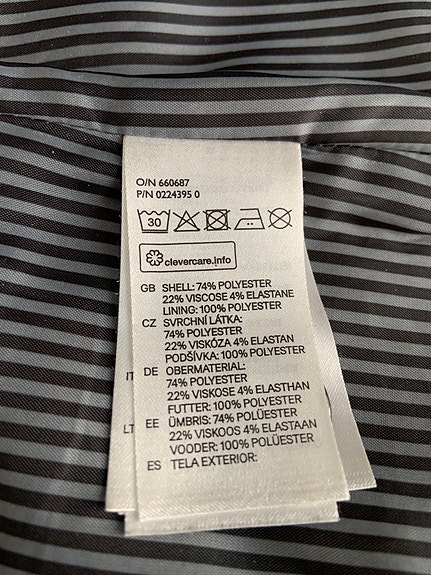 O/N 660687
P/N 0224395 0
30
clevercare.info
GB SHELL: 74% POLYESTER
22% VISCOSE 4% ELASTANE
LINING: 100% POLYESTER
CZ SVRCHNÍ LÁTKA:
74% POLYESTER
22% VISKÓZA 4% ELASTAN
PODŠÍVKA: 100% POLYESTER
DE OBERMATERIAL:
74% POLYESTER
22% VISKOSE 4% ELASTHAN
FUTTER: 100% POLYESTER
EE ÜMBRIS: 74% POLÜESTER
22% VISKOOS 4% ELASTAAN
VOODER: 100% POLÜESTER
ES TELA EXTERIOR:
IT
LT